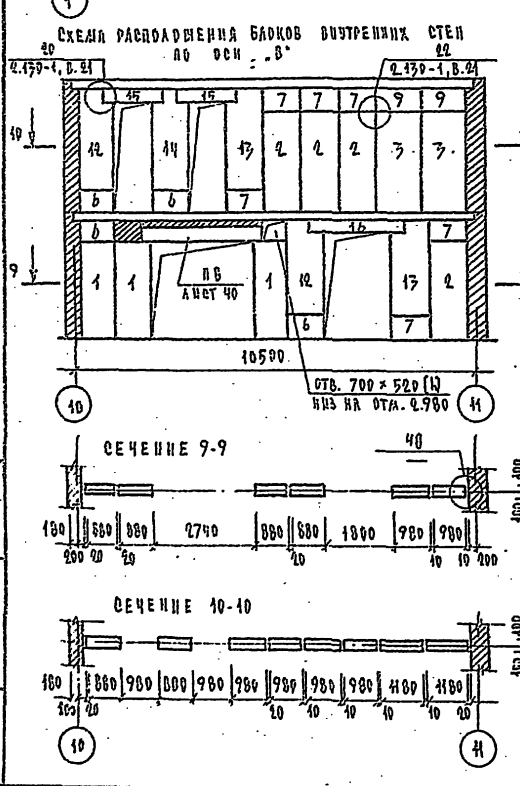 СХЕМА РАСПОЛОЖЕНИЯ БЛОКОВ ВНУТРЕННИХ СТЕН
ПО ОСИ „В"
20
2.130-1, В.21
22
2.130-1, В.21
15 15 7 7 7 9 9
10
12 14 13 2 2 2 3 3
6 6 7
6 16 7
9
1 1 1 12 13 2
ПБ
ЛИСТ 40
6 7
10500
ОТВ. 700 × 520 (h)
НИЗ НА ОТМ. 2.980
10 11
СЕЧЕНИЕ 9-9
40
180 880 880 2740 880 880 1800 980 980
200 20 20 20 10 10 200
СЕЧЕНИЕ 10-10
180 880 980 880 980 980 980 980 980 1180 1180
20 20 10 10 10 10 20
10 11